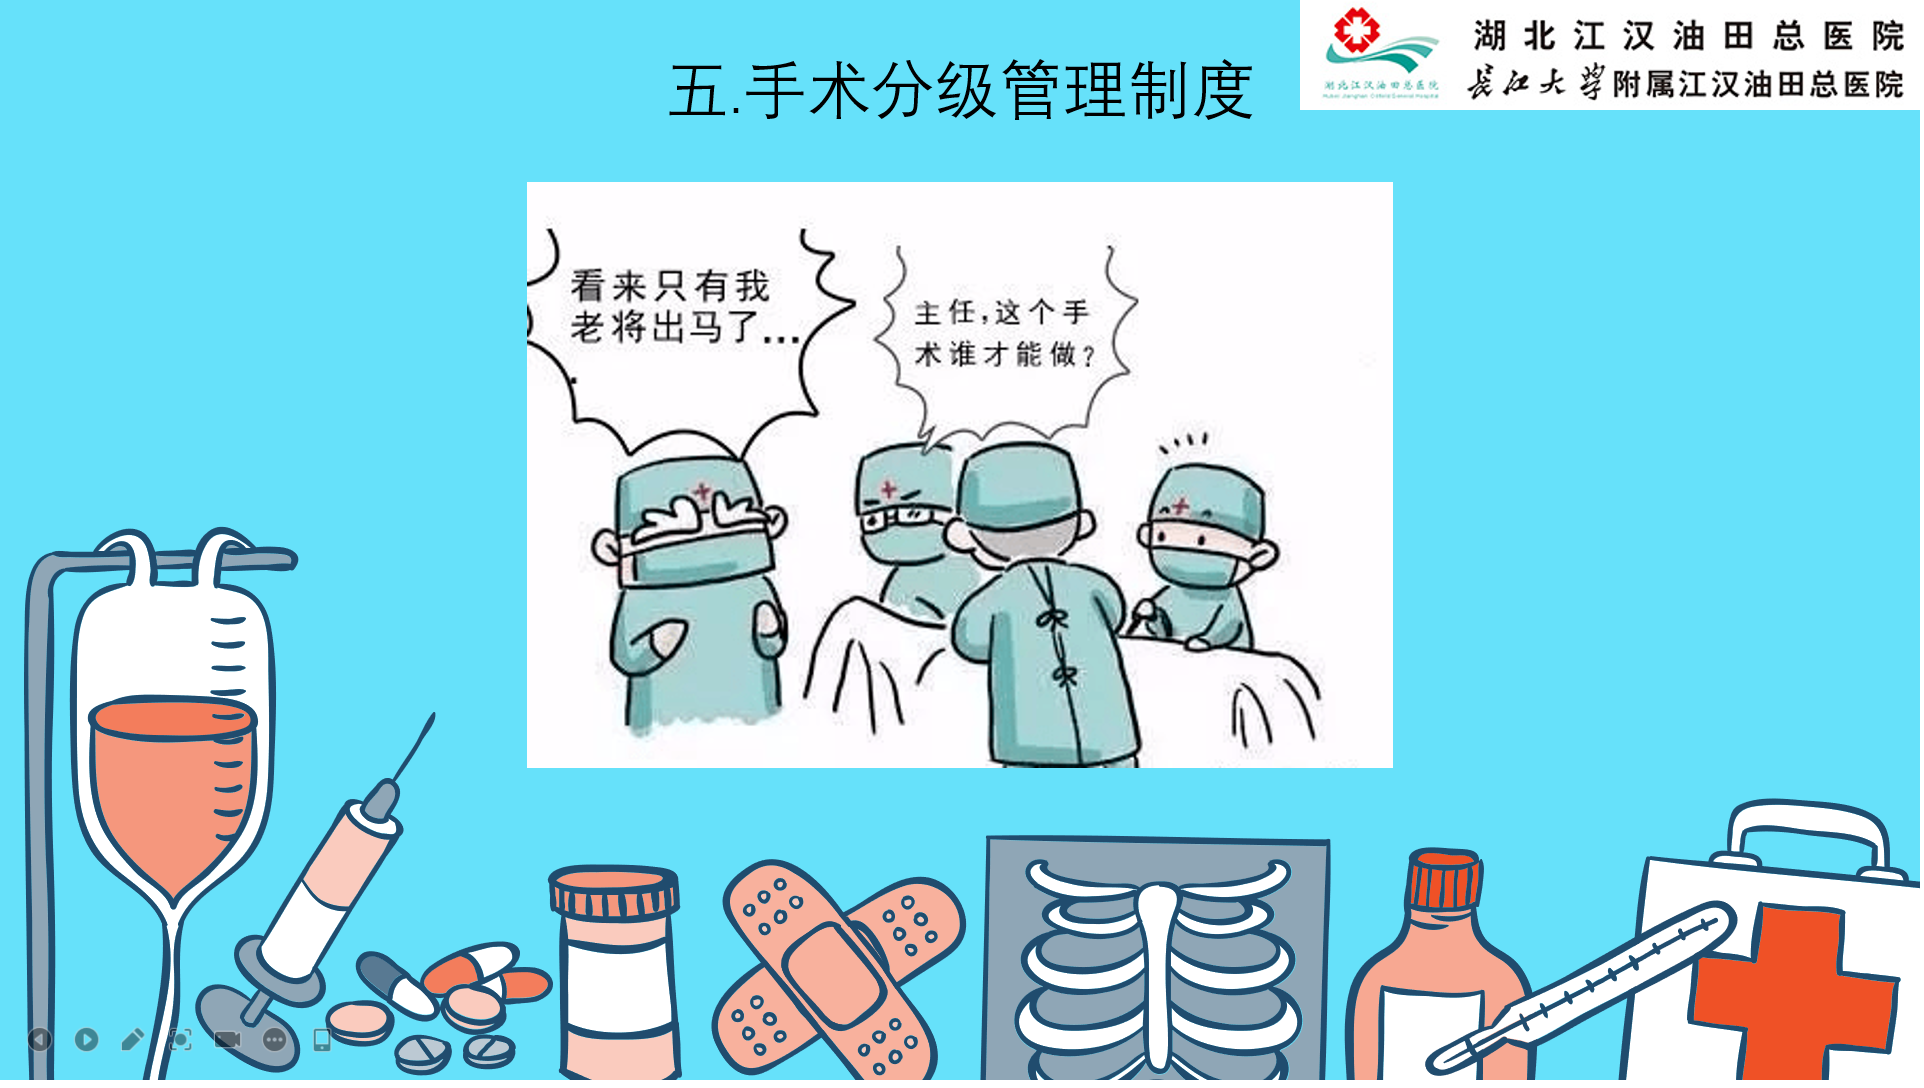 五.手术分级管理制度
湖北江汉油田总医院
长江大学附属江汉油田总医院
湖北江汉油田总医院
看来只有我
老将出马了...
主任,这个手
术谁才能做?